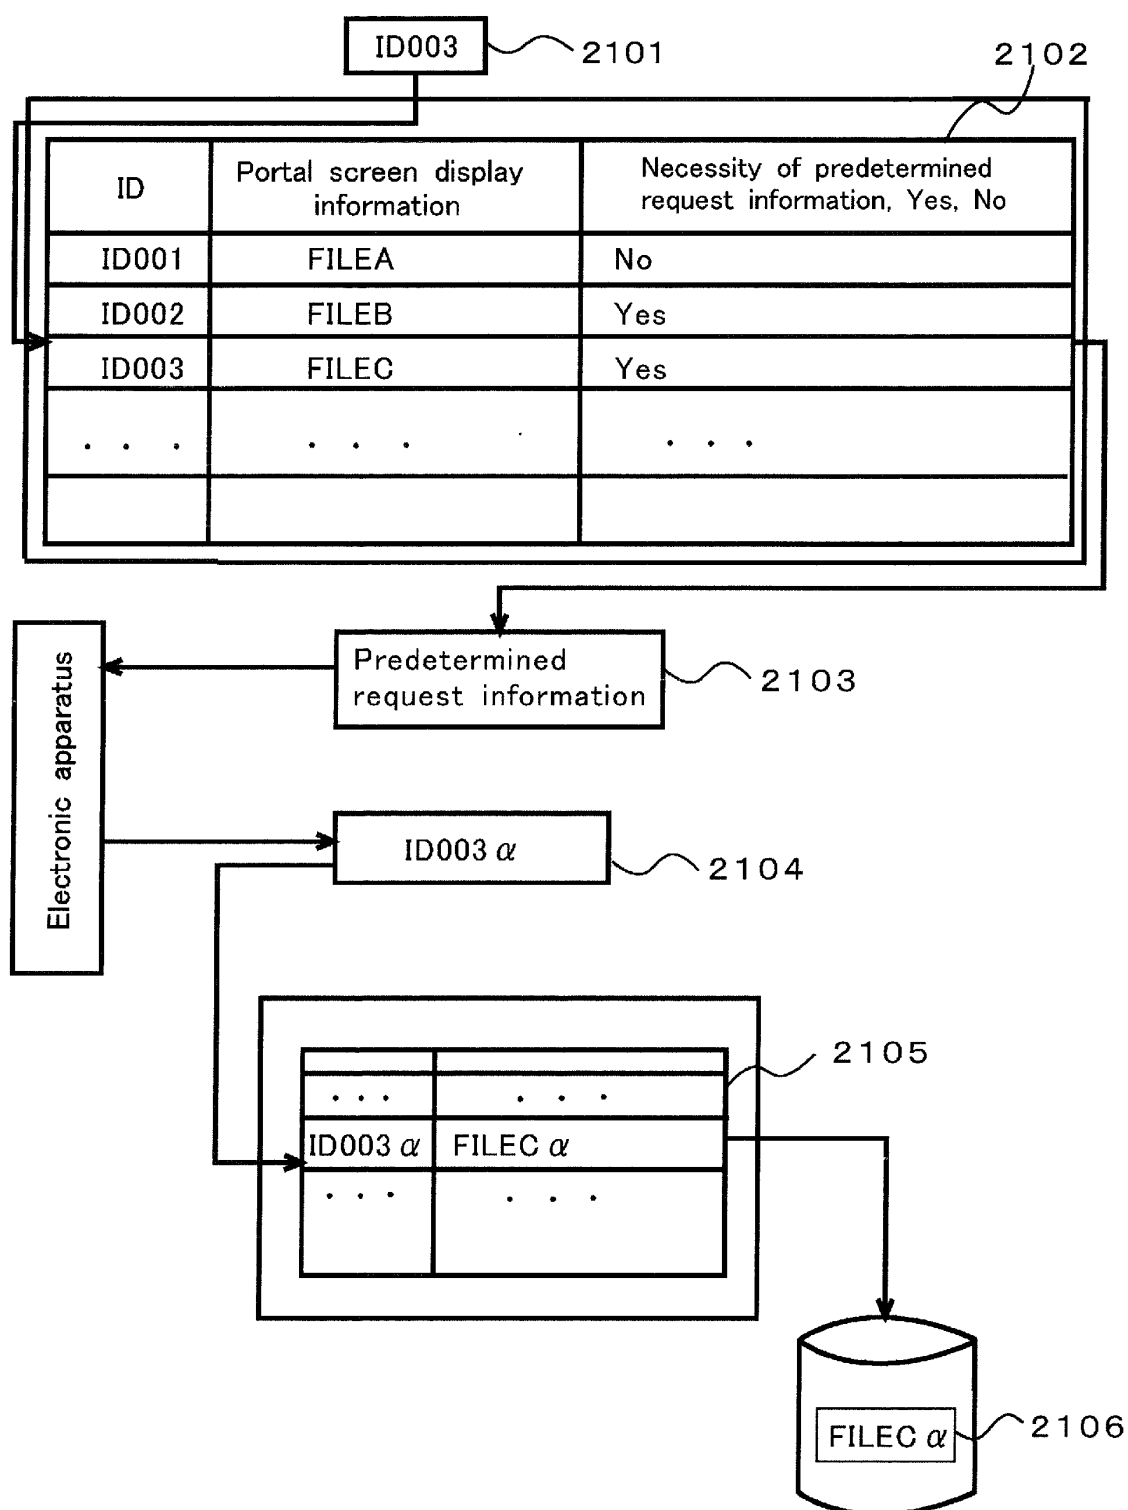 ID003
2101
2102
ID
Portal screen display
information
Necessity of predetermined
request information, Yes, No
ID001
FILEA
No
ID002
FILEB
Yes
ID003
FILEC
Yes
. . .
. . .
. . .
Electronic apparatus
Predetermined
request information
2103
ID003 α
2104
2105
. . .
. . .
ID003 α
FILEC α
. . .
. . .
FILEC α
2106